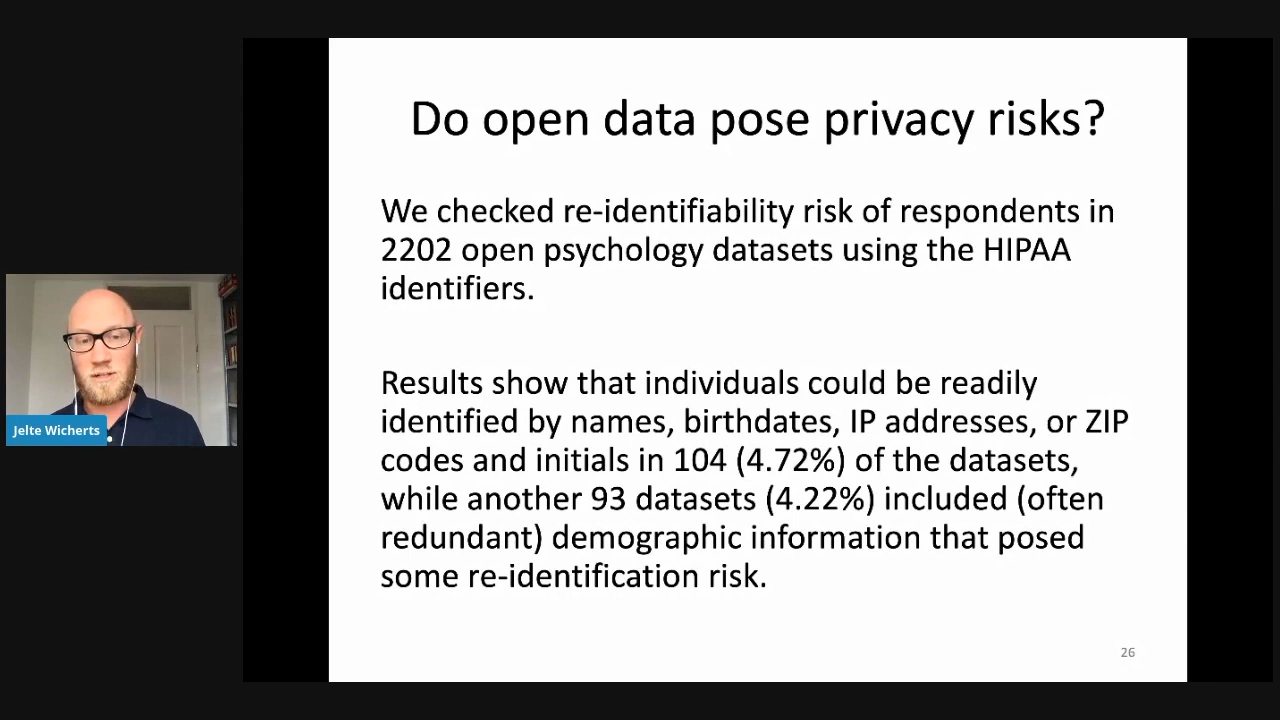 Do open data pose privacy risks?
We checked re-identifiability risk of respondents in
2202 open psychology datasets using the HIPAA
identifiers.
Results show that individuals could be readily
identified by names, birthdates, IP addresses, or ZIP
codes and initials in 104 (4.72%) of the datasets,
while another 93 datasets (4.22%) included (often
redundant) demographic information that posed
some re-identification risk.
Jelte Wicherts
26